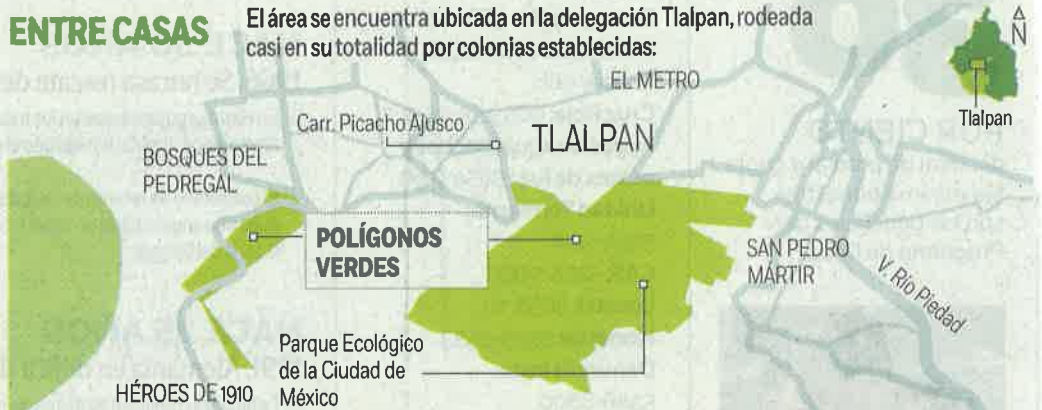 ENTRE CASAS
El área se encuentra ubicada en la delegación Tlalpan, rodeada
casi en su totalidad por colonias establecidas:
N
Tlalpan
EL METRO
Carr. Picacho Ajusco
TLALPAN
BOSQUES DEL
PEDREGAL
POLÍGONOS
VERDES
SAN PEDRO
MÁRTIR
V. Río Piedad
Parque Ecológico
de la Ciudad de
México
HÉROES DE 1910